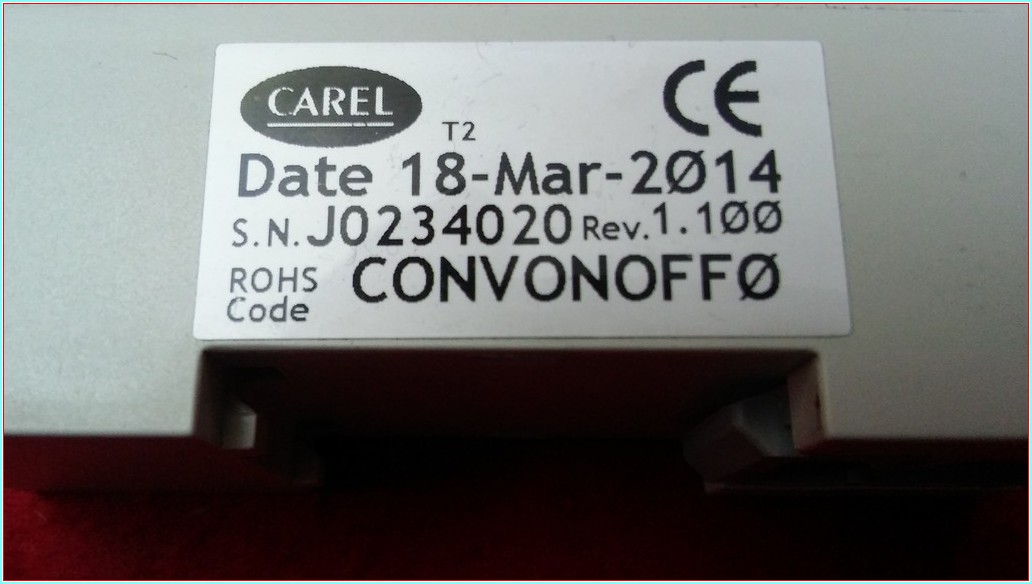 CAREL
T2
CE
Date 18-Mar-2Ø14
S.N.J0234020 Rev.1.1ØØ
ROHS CONVONOFFØ
Code